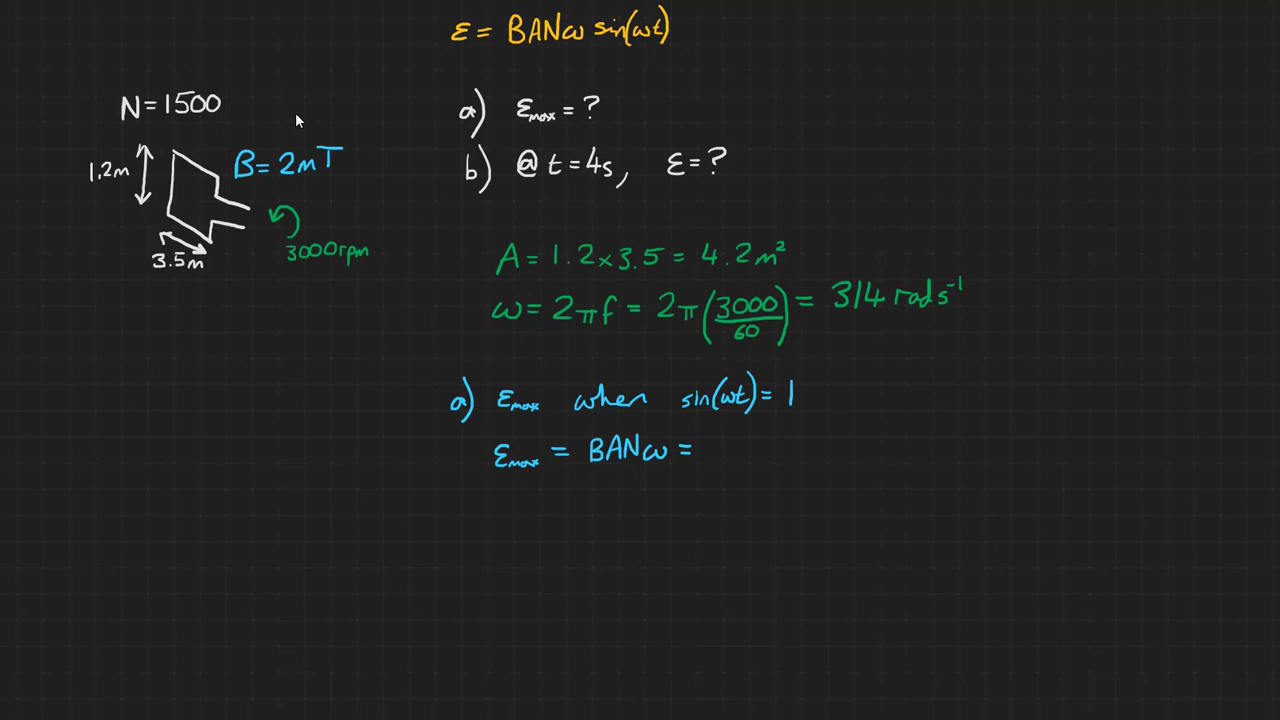 ε = BANω sin(ωt)
N = 1500
1.2m
B = 2mT
3000rpm
3.5m
a) εmax = ?
b) @ t = 4s, ε = ?
A = 1.2 × 3.5 = 4.2m²
ω = 2πf = 2π(3000/60) = 314 rad s⁻¹
a) εmax when sin(ωt) = 1
εmax = BANω =